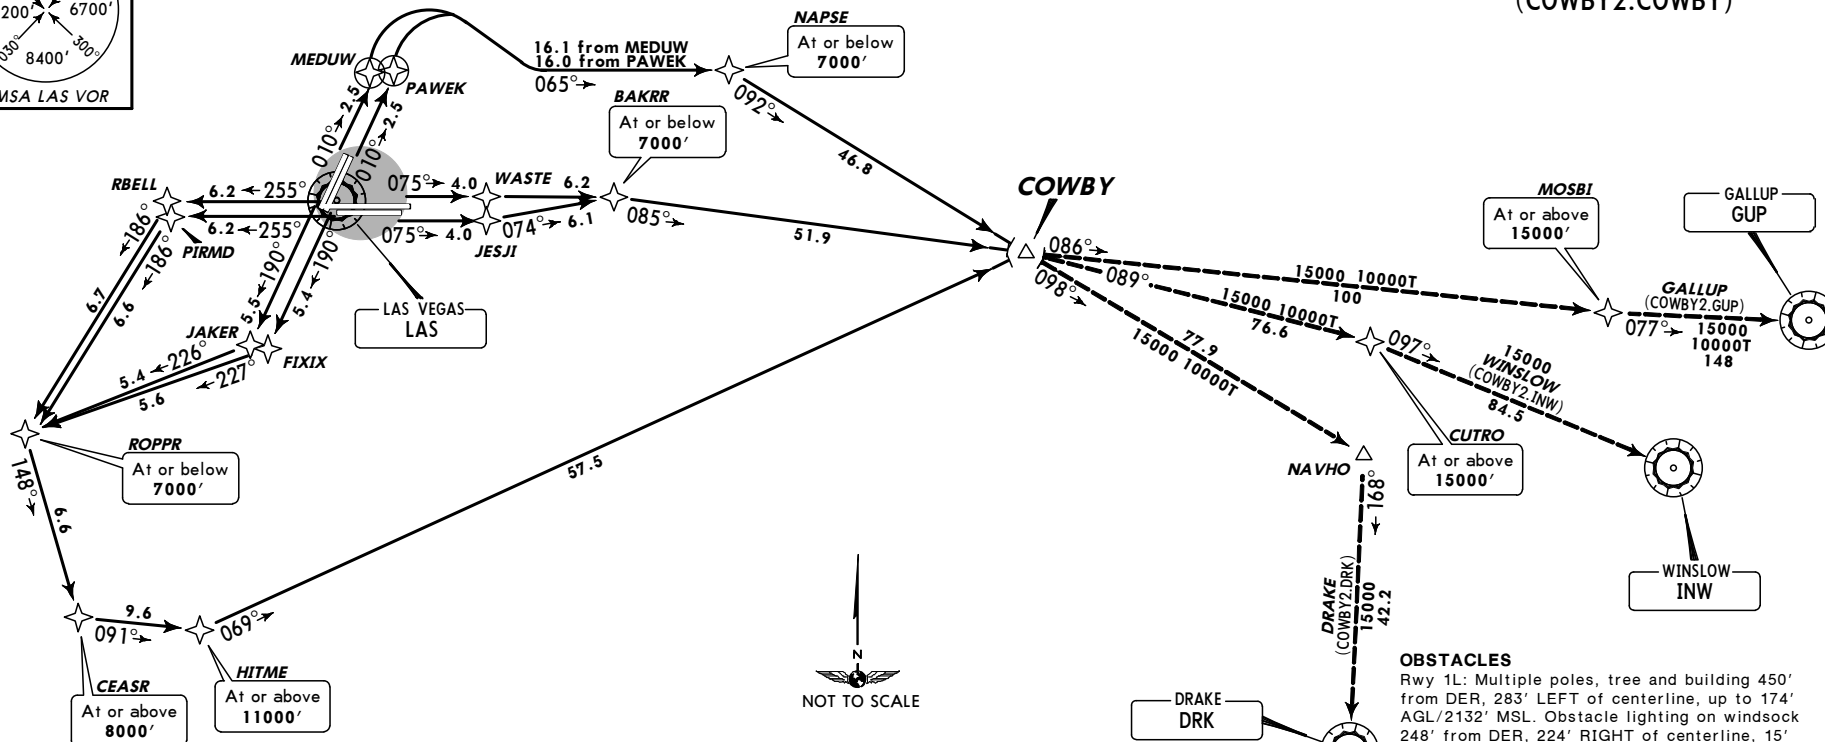 (COWBY2.COWBY)
200'
6700'
030°
300°
8400'
MSA LAS VOR
MEDUW
PAWEK
16.1 from MEDUW
16.0 from PAWEK
065°
NAPSE
At or below
7000'
092°
46.8
2.5
010°
2.5
010°
BAKRR
At or below
7000'
RBELL
6.2
255°
6.2
255°
PIRMD
075°
4.0
WASTE
6.2
075°
4.0
JESJI
074°
6.1
085°
51.9
186°
186°
6.7
6.6
190°
5.5
190°
5.4
LAS VEGAS
LAS
JAKER
FIXIX
226°
5.4
227°
5.6
ROPPR
At or below
7000'
148°
6.6
9.6
091°
069°
57.5
CEASR
At or above
8000'
HITME
At or above
11000'
COWBY
086°
089°
098°
15000 10000T
100
15000 10000T
76.6
77.9
15000 10000T
MOSBI
At or above
15000'
GALLUP
GUP
GALLUP
(COWBY2.GUP)
077°
15000
10000T
148
097°
15000
WINSLOW
(COWBY2.INW)
84.5
CUTRO
At or above
15000'
WINSLOW
INW
NAVHO
168°
DRAKE
(COWBY2.DRK)
15000
42.2
DRAKE
DRK
N
NOT TO SCALE
OBSTACLES
Rwy 1L: Multiple poles, tree and building 450'
from DER, 283' LEFT of centerline, up to 174'
AGL/2132' MSL. Obstacle lighting on windsock
248' from DER, 224' RIGHT of centerline, 15'